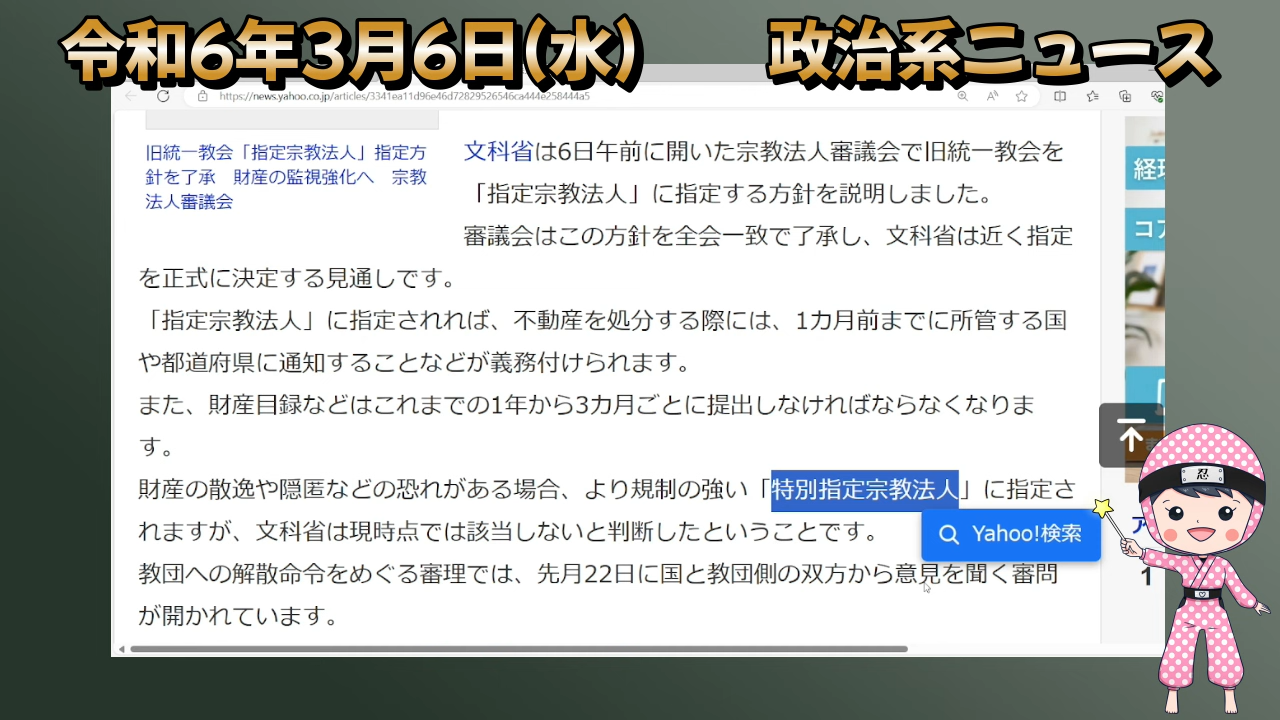 令和6年3月6日(水) 政治系ニュース
https://news.yahoo.co.jp/articles/3341ea11d96e46d72829526546ca444e258444a5
旧統一教会「指定宗教法人」指定方
針を了承 財産の監視強化へ 宗教
法人審議会
文科省は6日午前に開いた宗教法人審議会で旧統一教会を
「指定宗教法人」に指定する方針を説明しました。
審議会はこの方針を全会一致で了承し、文科省は近く指定
を正式に決定する見通しです。
「指定宗教法人」に指定されれば、不動産を処分する際には、1カ月前までに所管する国
や都道府県に通知することなどが義務付けられます。
また、財産目録などはこれまでの1年から3カ月ごとに提出しなければならなくなりま
す。
財産の散逸や隠匿などの恐れがある場合、より規制の強い「特別指定宗教法人」に指定さ
れますが、文科省は現時点では該当しないと判断したということです。
Yahoo!検索
教団への解散命令をめぐる審理では、先月22日に国と教団側の双方から意見を聞く審問
が開かれています。
経理
コア
忍
ア
1